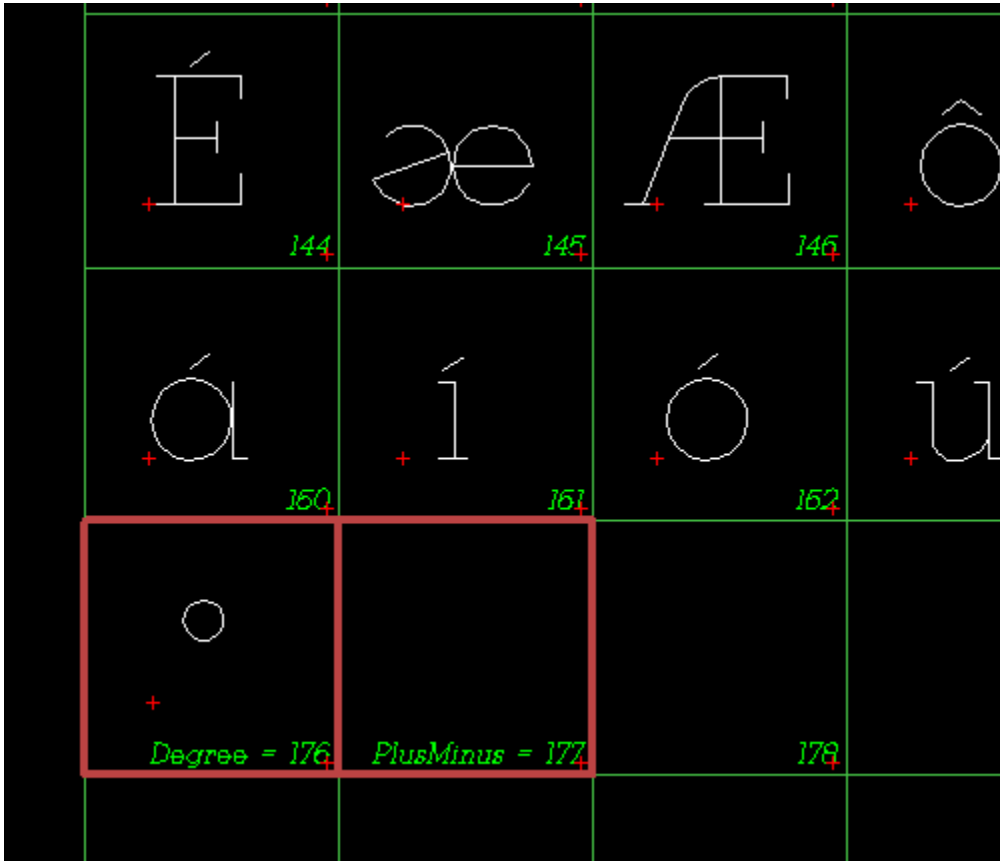 É æ Æ ô
144 145 146
á í ó ú
160 161 162
°
Degree = 176 PlusMinus = 177 178